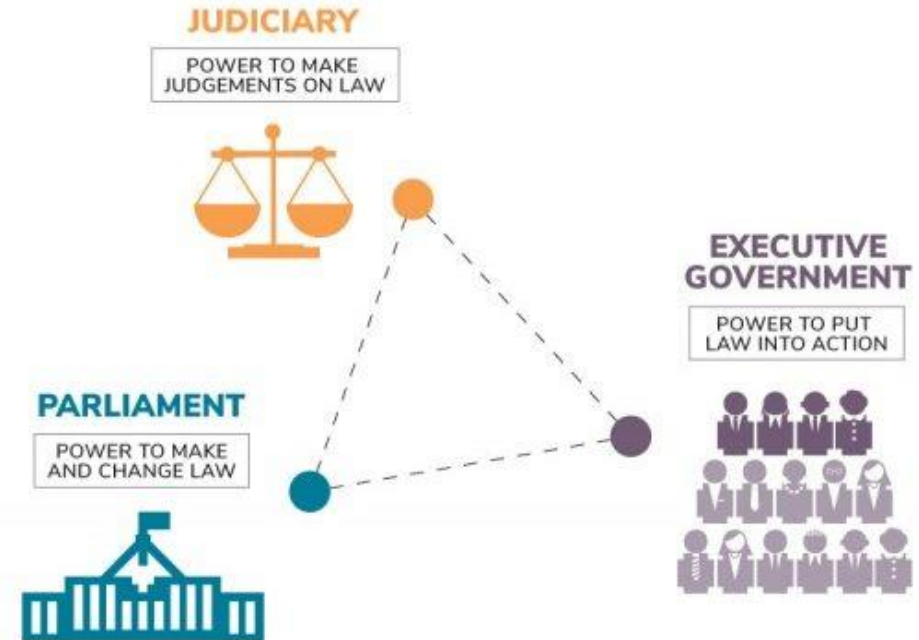 JUDICIARY
POWER TO MAKE
JUDGEMENTS ON LAW
EXECUTIVE
GOVERNMENT
POWER TO PUT
LAW INTO ACTION
PARLIAMENT
POWER TO MAKE
AND CHANGE LAW